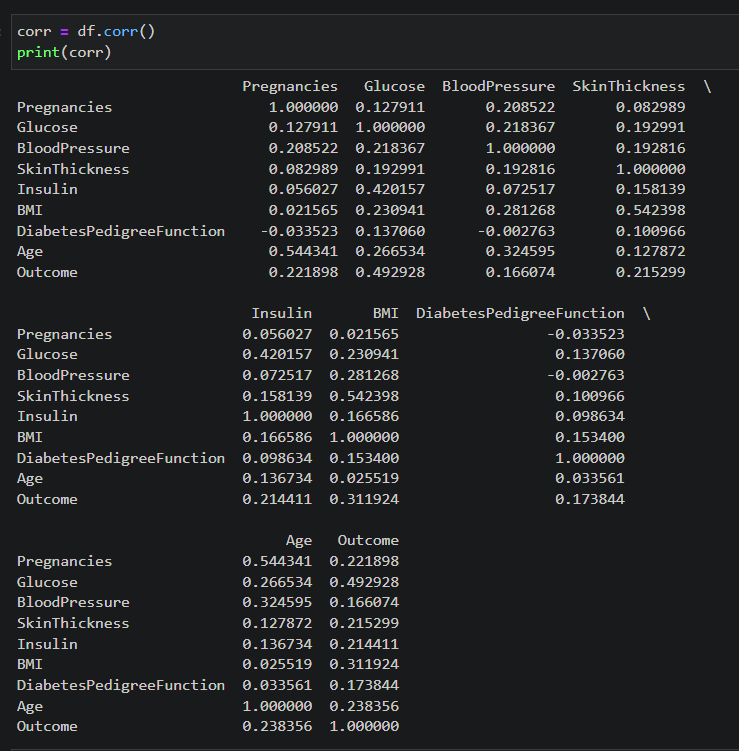 corr = df.corr()
print(corr)
Pregnancies Glucose BloodPressure SkinThickness \
Pregnancies 1.000000 0.127911 0.208522 0.082989
Glucose 0.127911 1.000000 0.218367 0.192991
BloodPressure 0.208522 0.218367 1.000000 0.192816
SkinThickness 0.082989 0.192991 0.192816 1.000000
Insulin 0.056027 0.420157 0.072517 0.158139
BMI 0.021565 0.230941 0.281268 0.542398
DiabetesPedigreeFunction -0.033523 0.137060 -0.002763 0.100966
Age 0.544341 0.266534 0.324595 0.127872
Outcome 0.221898 0.492928 0.166074 0.215299
Insulin BMI DiabetesPedigreeFunction \
Pregnancies 0.056027 0.021565 -0.033523
Glucose 0.420157 0.230941 0.137060
BloodPressure 0.072517 0.281268 -0.002763
SkinThickness 0.158139 0.542398 0.100966
Insulin 1.000000 0.166586 0.098634
BMI 0.166586 1.000000 0.153400
DiabetesPedigreeFunction 0.098634 0.153400 1.000000
Age 0.136734 0.025519 0.033561
Outcome 0.214411 0.311924 0.173844
Age Outcome
Pregnancies 0.544341 0.221898
Glucose 0.266534 0.492928
BloodPressure 0.324595 0.166074
SkinThickness 0.127872 0.215299
Insulin 0.136734 0.214411
BMI 0.025519 0.311924
DiabetesPedigreeFunction 0.033561 0.173844
Age 1.000000 0.238356
Outcome 0.238356 1.000000